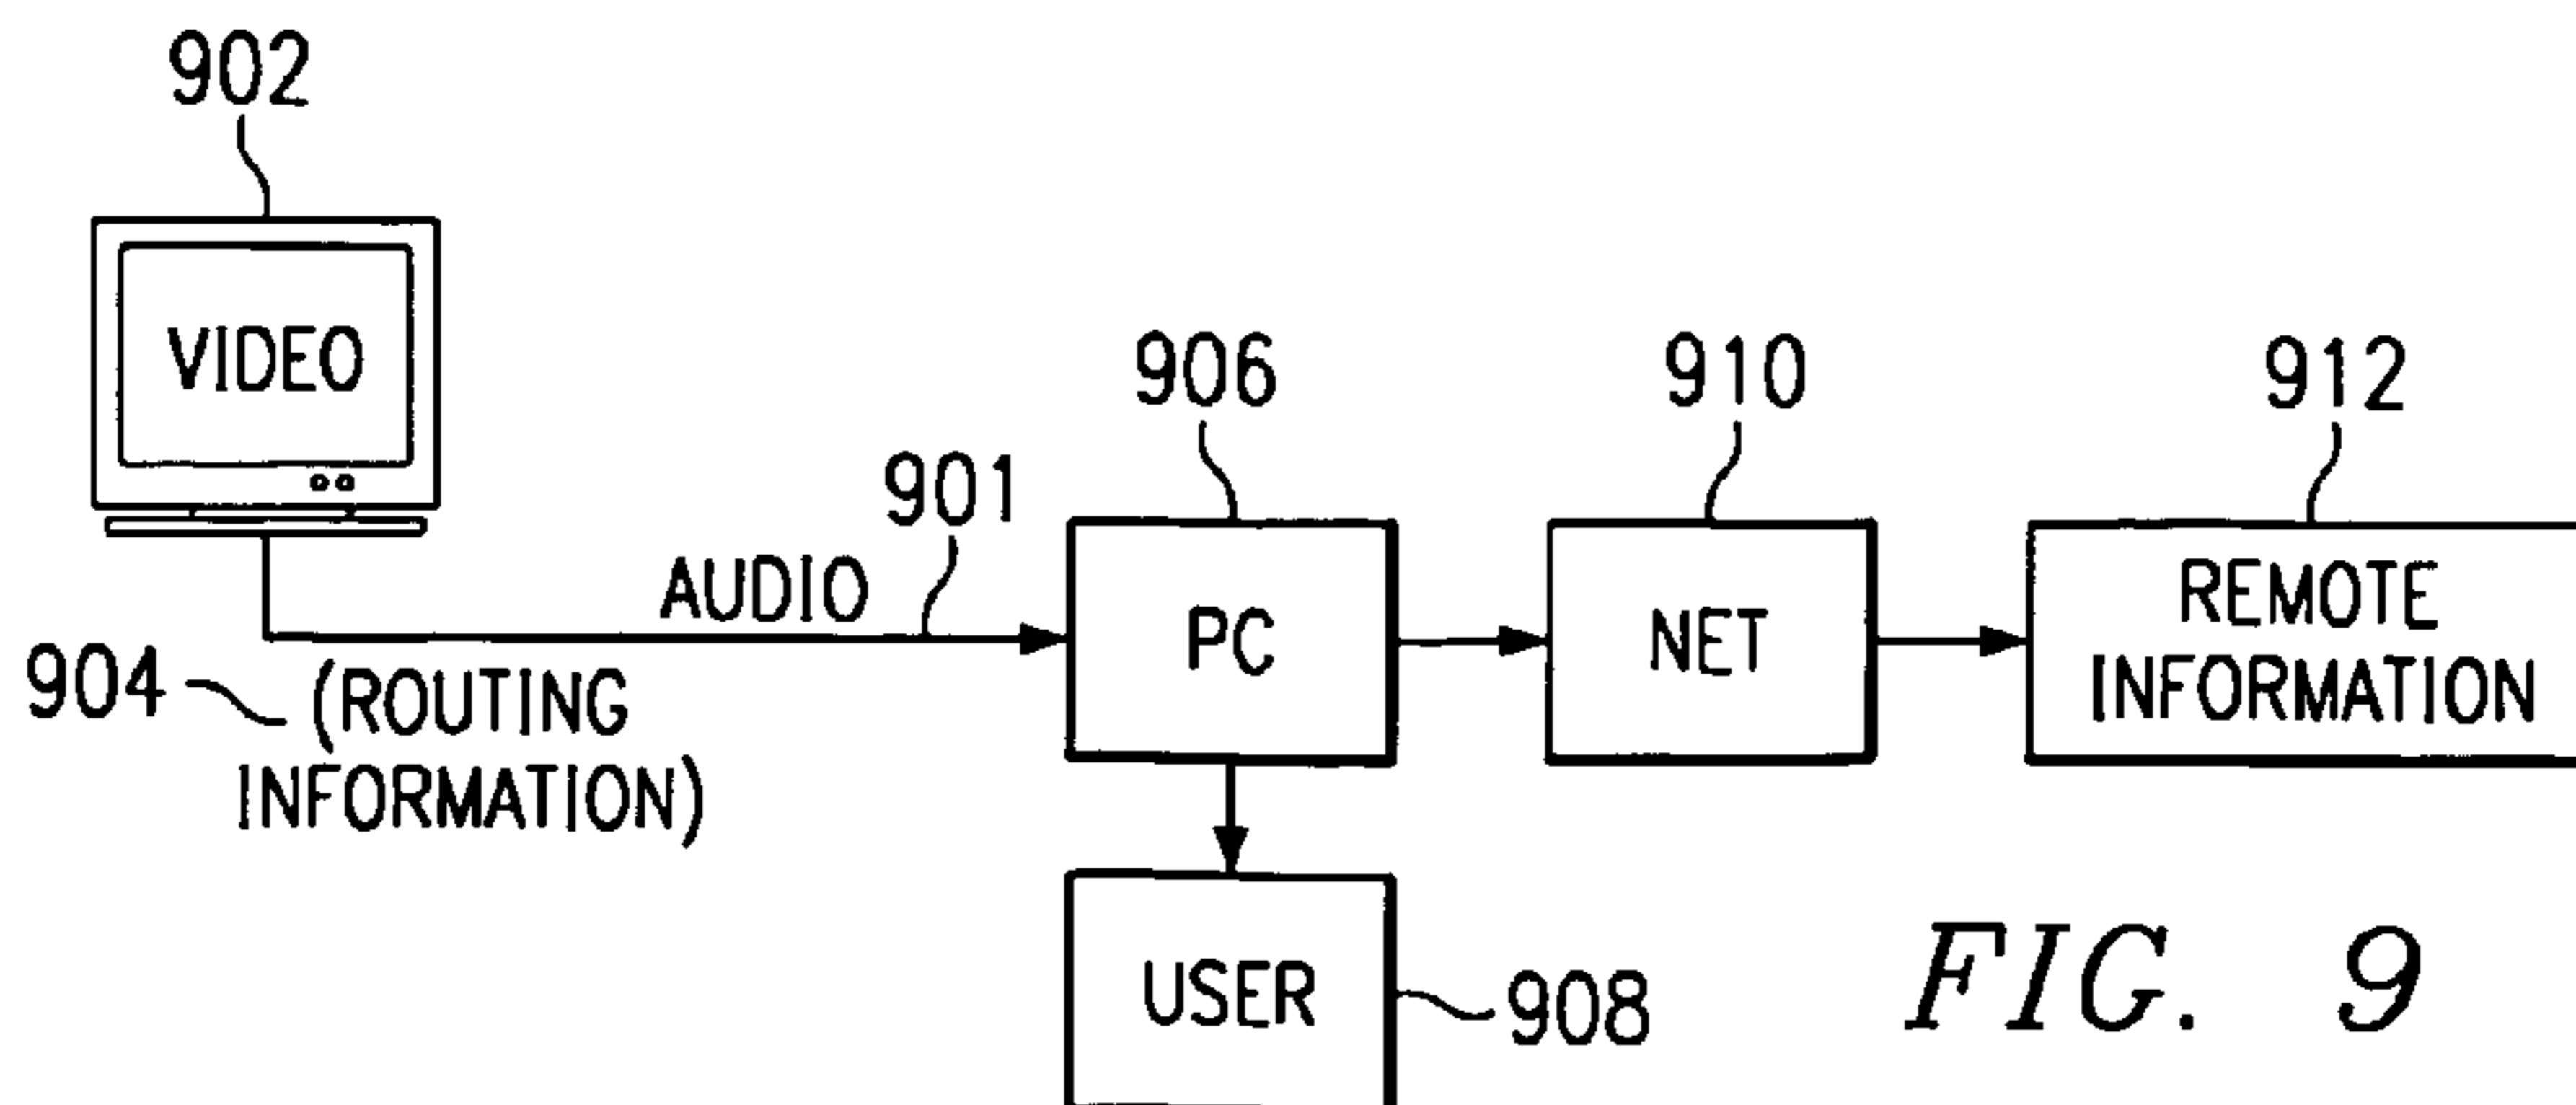 902
VIDEO
906
910
912
901
AUDIO
PC
NET
REMOTE
INFORMATION
904
(ROUTING
INFORMATION)
USER
908
FIG. 9